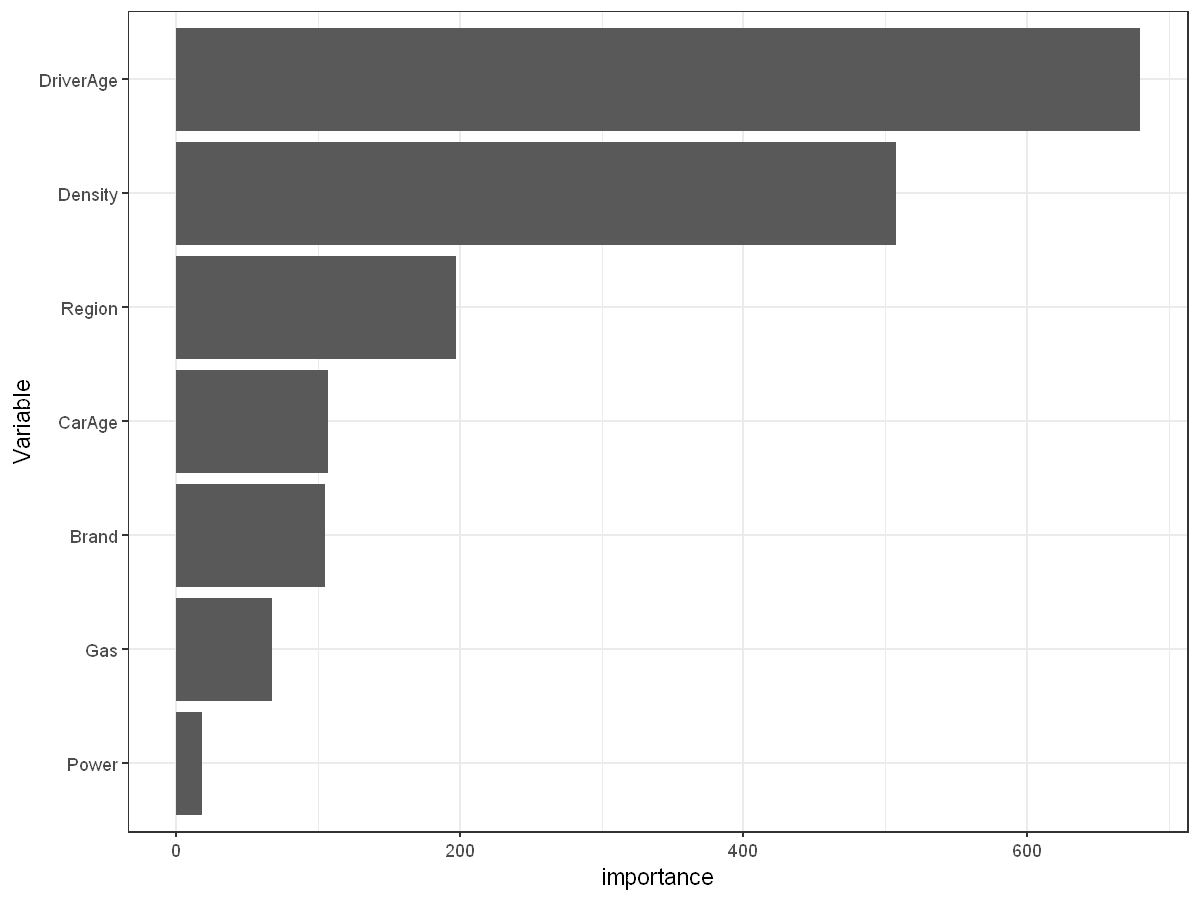 DriverAge
Density
Region
CarAge
Brand
Gas
Power
Variable
0 200 400 600
importance